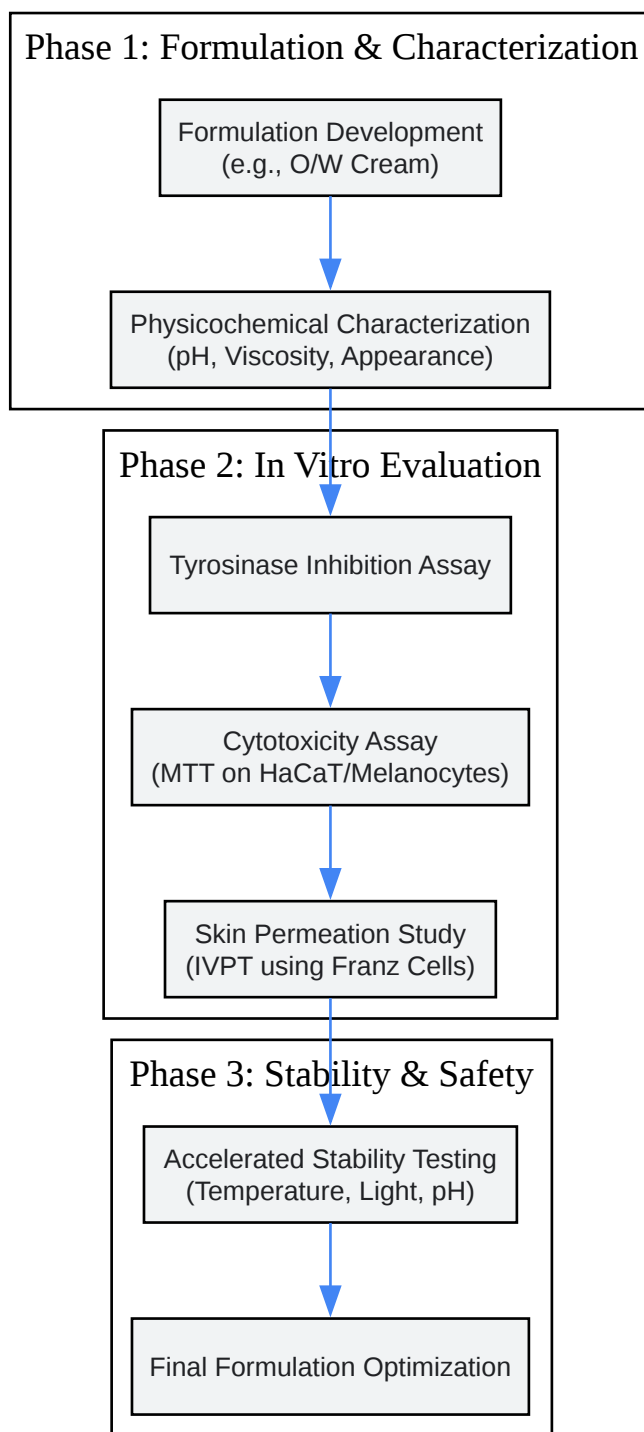 Phase 1: Formulation & Characterization
Formulation Development
(e.g., O/W Cream)
Physicochemical Characterization
(pH, Viscosity, Appearance)
Phase 2: In Vitro Evaluation
Tyrosinase Inhibition Assay
Cytotoxicity Assay
(MTT on HaCaT/Melanocytes)
Skin Permeation Study
(IVPT using Franz Cells)
Phase 3: Stability & Safety
Accelerated Stability Testing
(Temperature, Light, pH)
Final Formulation Optimization